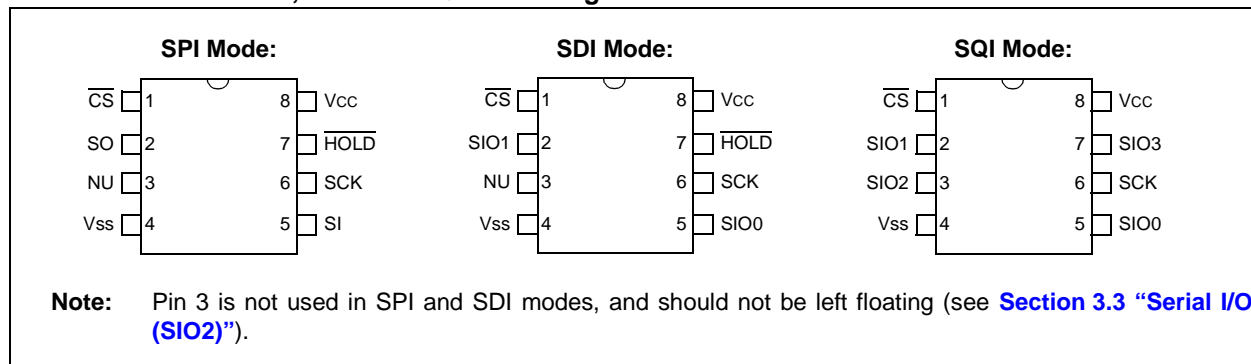 SPI Mode:
SDI Mode:
SQI Mode:
CS 1 8 VCC
SO 2 7 HOLD
NU 3 6 SCK
Vss 4 5 SI
CS 1 8 VCC
SIO1 2 7 HOLD
NU 3 6 SCK
Vss 4 5 SIO0
CS 1 8 VCC
SIO1 2 7 SIO3
SIO2 3 6 SCK
Vss 4 5 SIO0
Note: Pin 3 is not used in SPI and SDI modes, and should not be left floating (see Section 3.3 “Serial I/O
(SIO2)”).